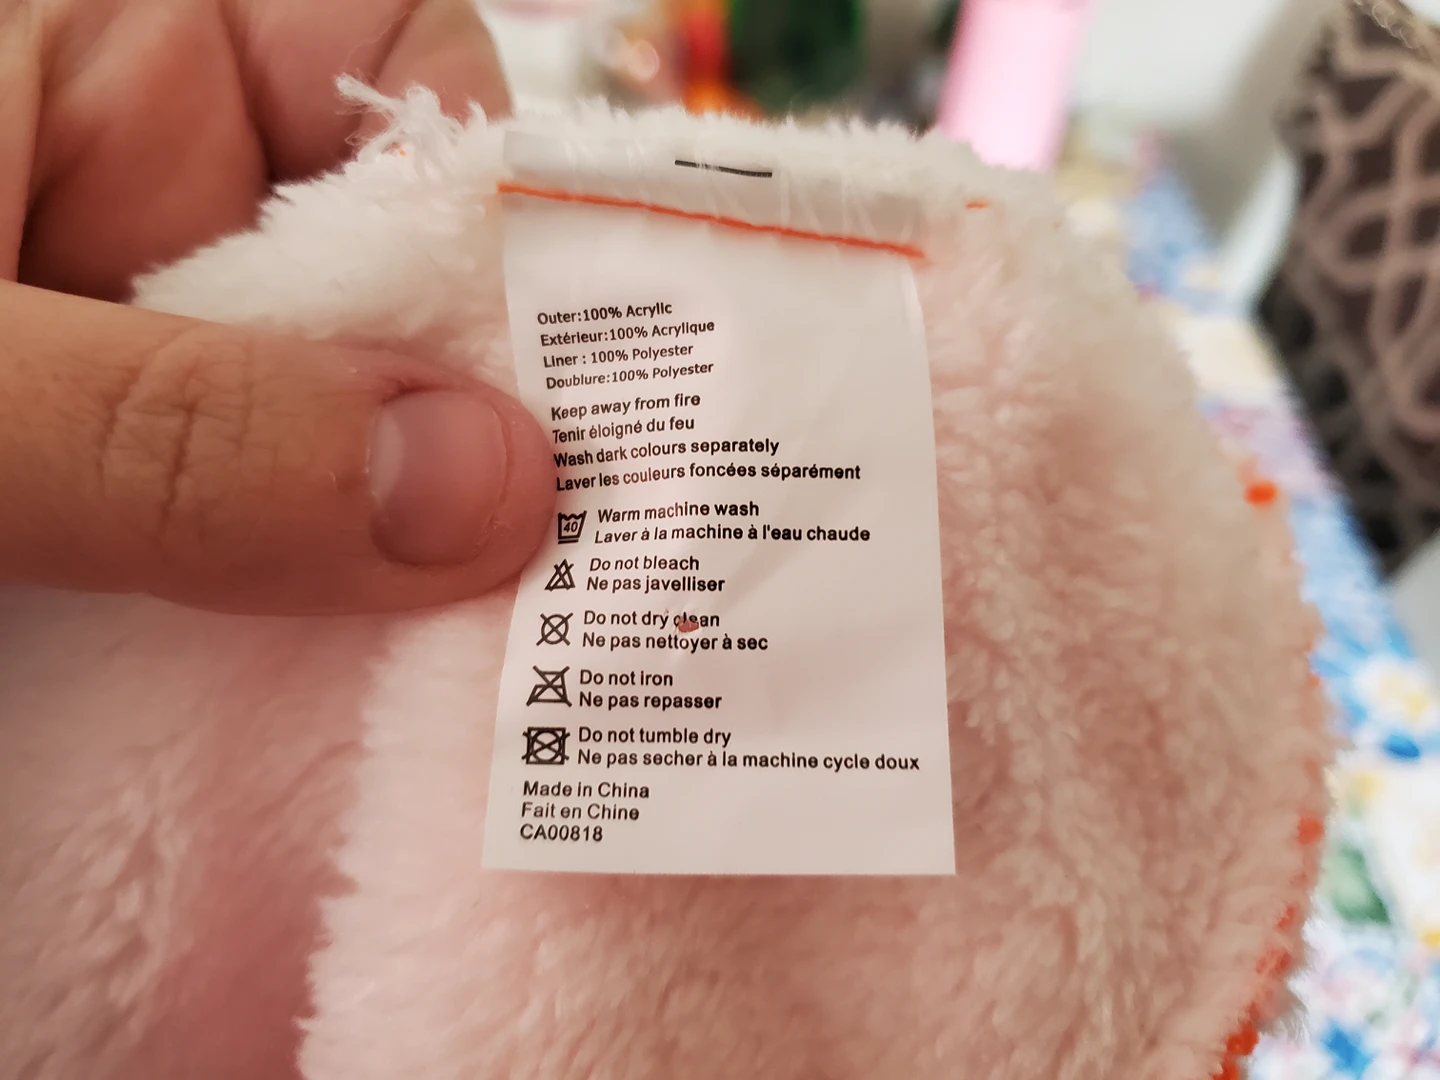 Outer:100% Acrylic
Extérieur:100% Acrylique
Liner : 100% Polyester
Doublure:100% Polyester
Keep away from fire
Tenir éloigné du feu
Wash dark colours separately
Laver les couleurs foncées séparément
40 Warm machine wash
Laver à la machine à l'eau chaude
Do not bleach
Ne pas javelliser
Do not dry clean
Ne pas nettoyer à sec
Do not iron
Ne pas repasser
Do not tumble dry
Ne pas secher à la machine cycle doux
Made in China
Fait en Chine
CA00818